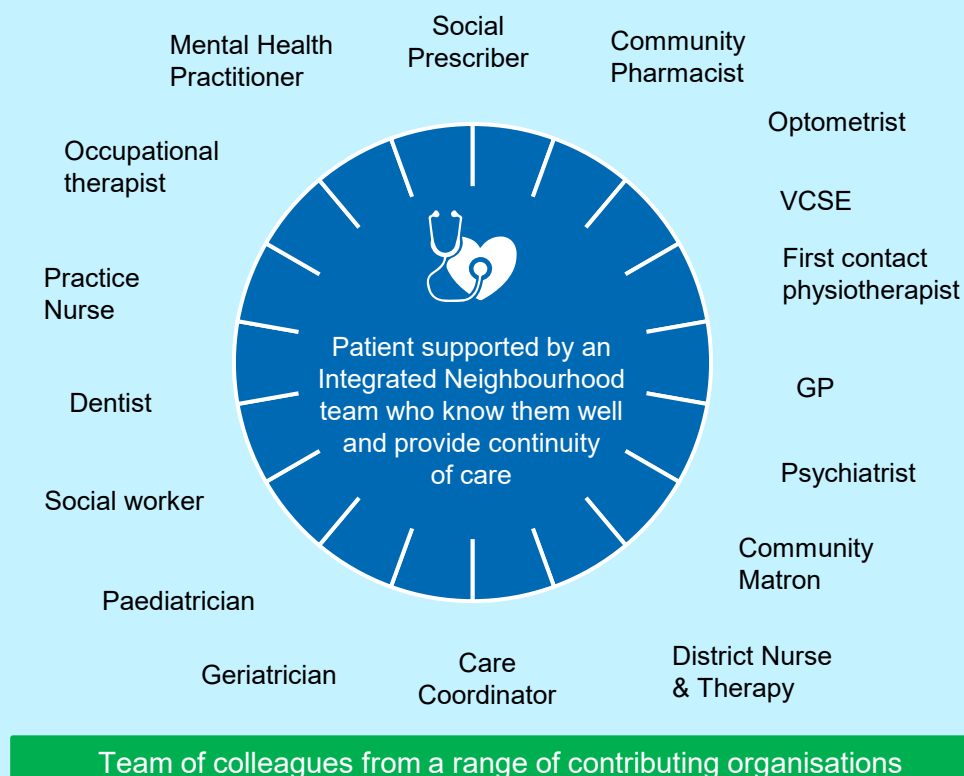 Social
Prescriber
Mental Health
Practitioner
Community
Pharmacist
Optometrist
Occupational
therapist
VCSE
First contact
physiotherapist
Practice
Nurse
Patient supported by an
Integrated Neighbourhood
team who know them well
and provide continuity
of care
GP
Dentist
Psychiatrist
Social worker
Community
Matron
Paediatrician
District Nurse
& Therapy
Care
Coordinator
Geriatrician
Team of colleagues from a range of contributing organisations